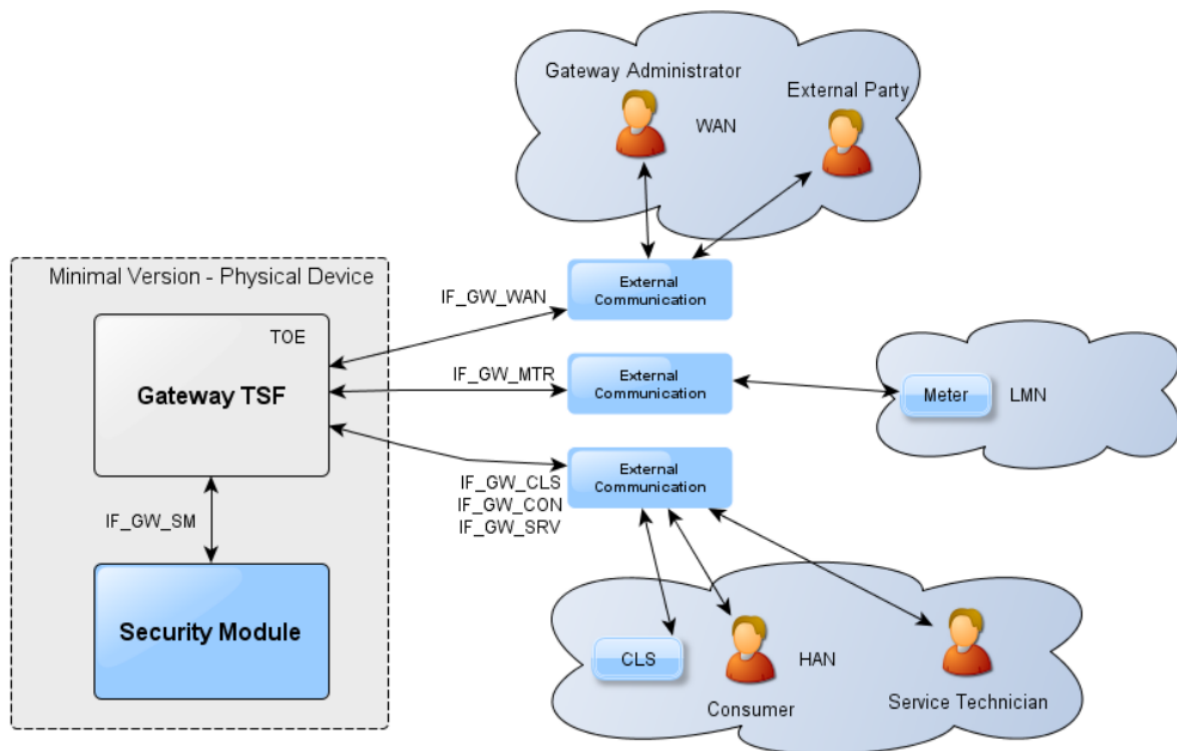 Gateway Administrator
External Party
WAN
Minimal Version - Physical Device
TOE
Gateway TSF
IF_GW_SM
Security Module
IF_GW_WAN
External
Communication
IF_GW_MTR
External
Communication
Meter
LMN
IF_GW_CLS
IF_GW_CON
IF_GW_SRV
External
Communication
CLS
HAN
Consumer
Service Technician